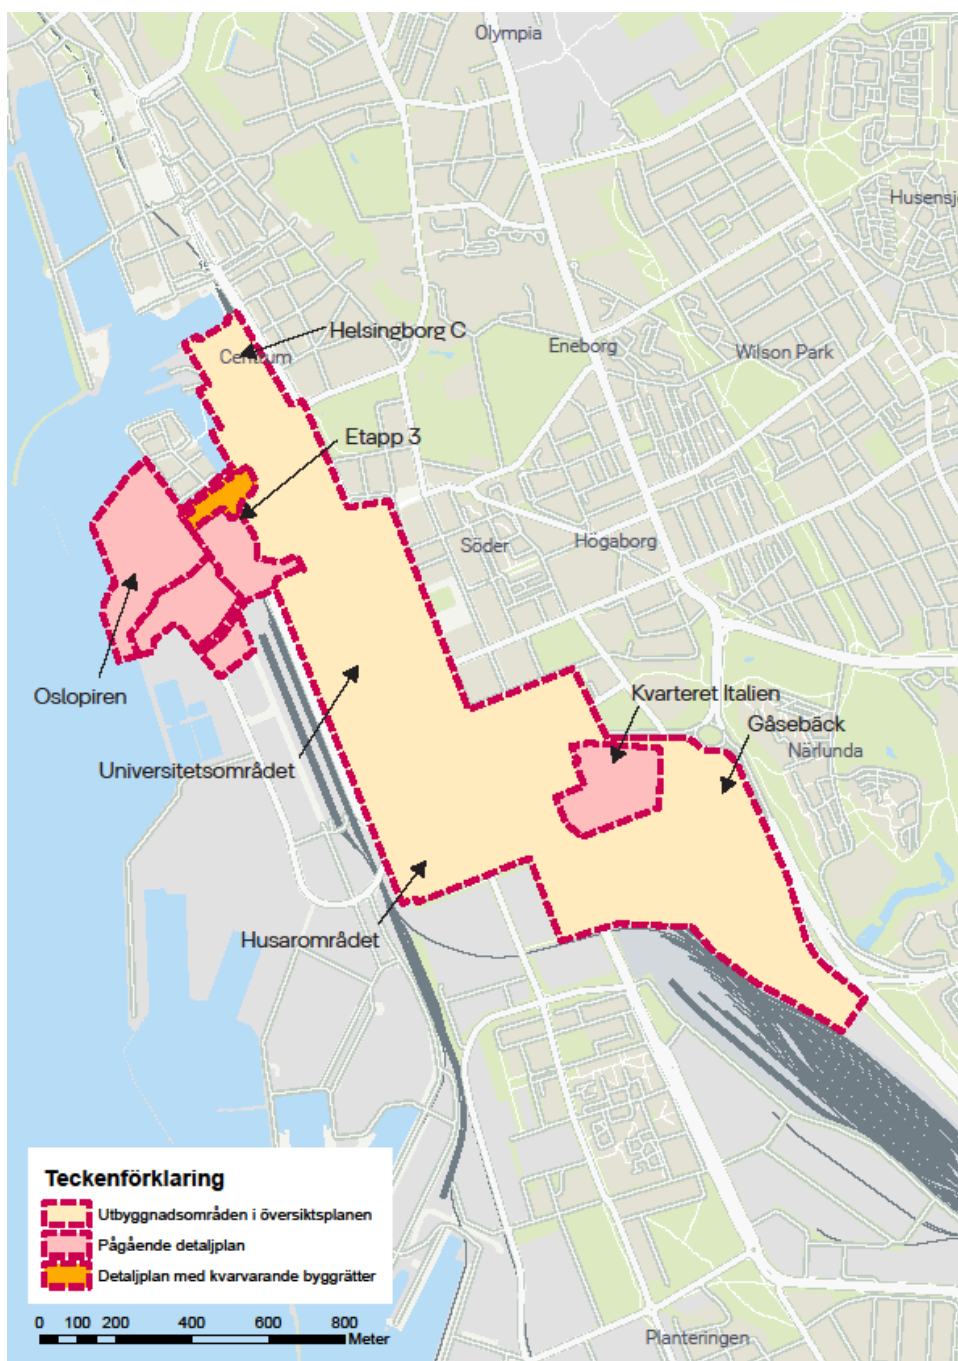 Olympia
Husensj
Helsingborg C
Centrum
Eneborg
Wilson Park
Etapp 3
Söder
Högaborg
Oslopiren
Kvarteret Italien
Gåsebäck
Närlunda
Universitetsområdet
Husarområdet
Teckenförklaring
Utbyggnadsområden i översiktsplanen
Pågående detaljplan
Detaljplan med kvarvarande byggrätter
0 100 200 400 600 800
Meter
Planteringen